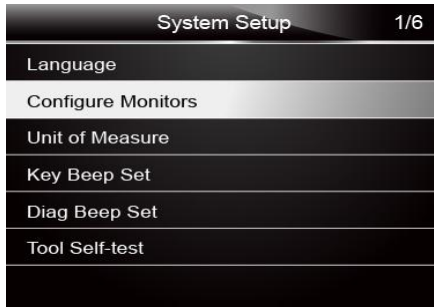 System Setup 1/6
Language
Configure Monitors
Unit of Measure
Key Beep Set
Diag Beep Set
Tool Self-test